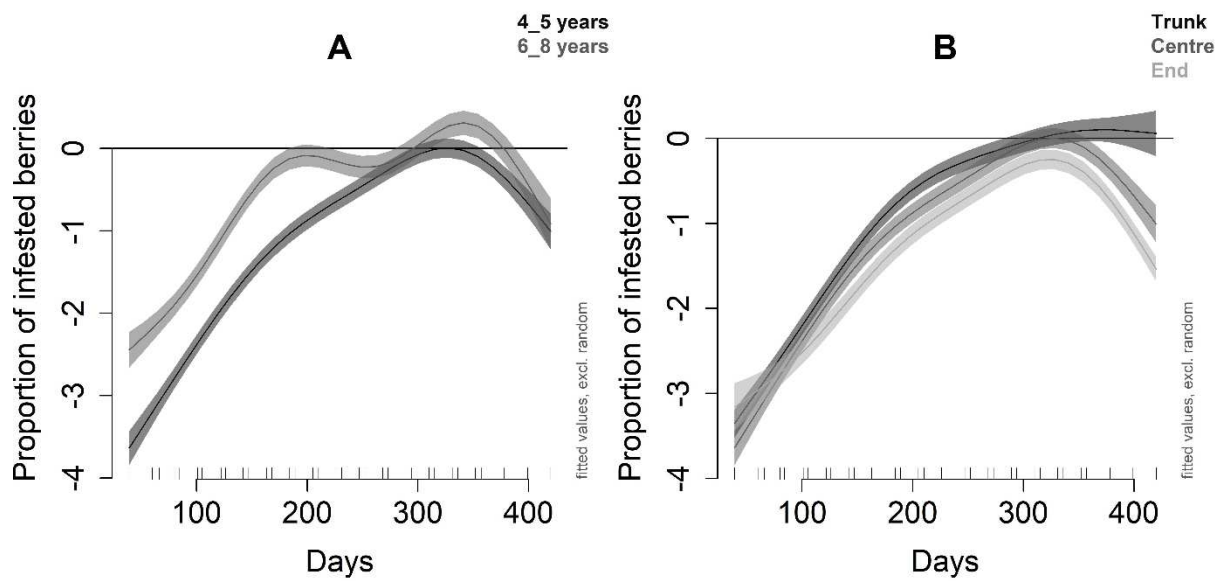 A
4_5 years
6_8 years
Proportion of infested berries
0
-1
-2
-3
-4
100
200
300
400
Days
fitted values, excl. random
B
Trunk
Centre
End
Proportion of infested berries
0
-1
-2
-3
-4
100
200
300
400
Days
fitted values, excl. random